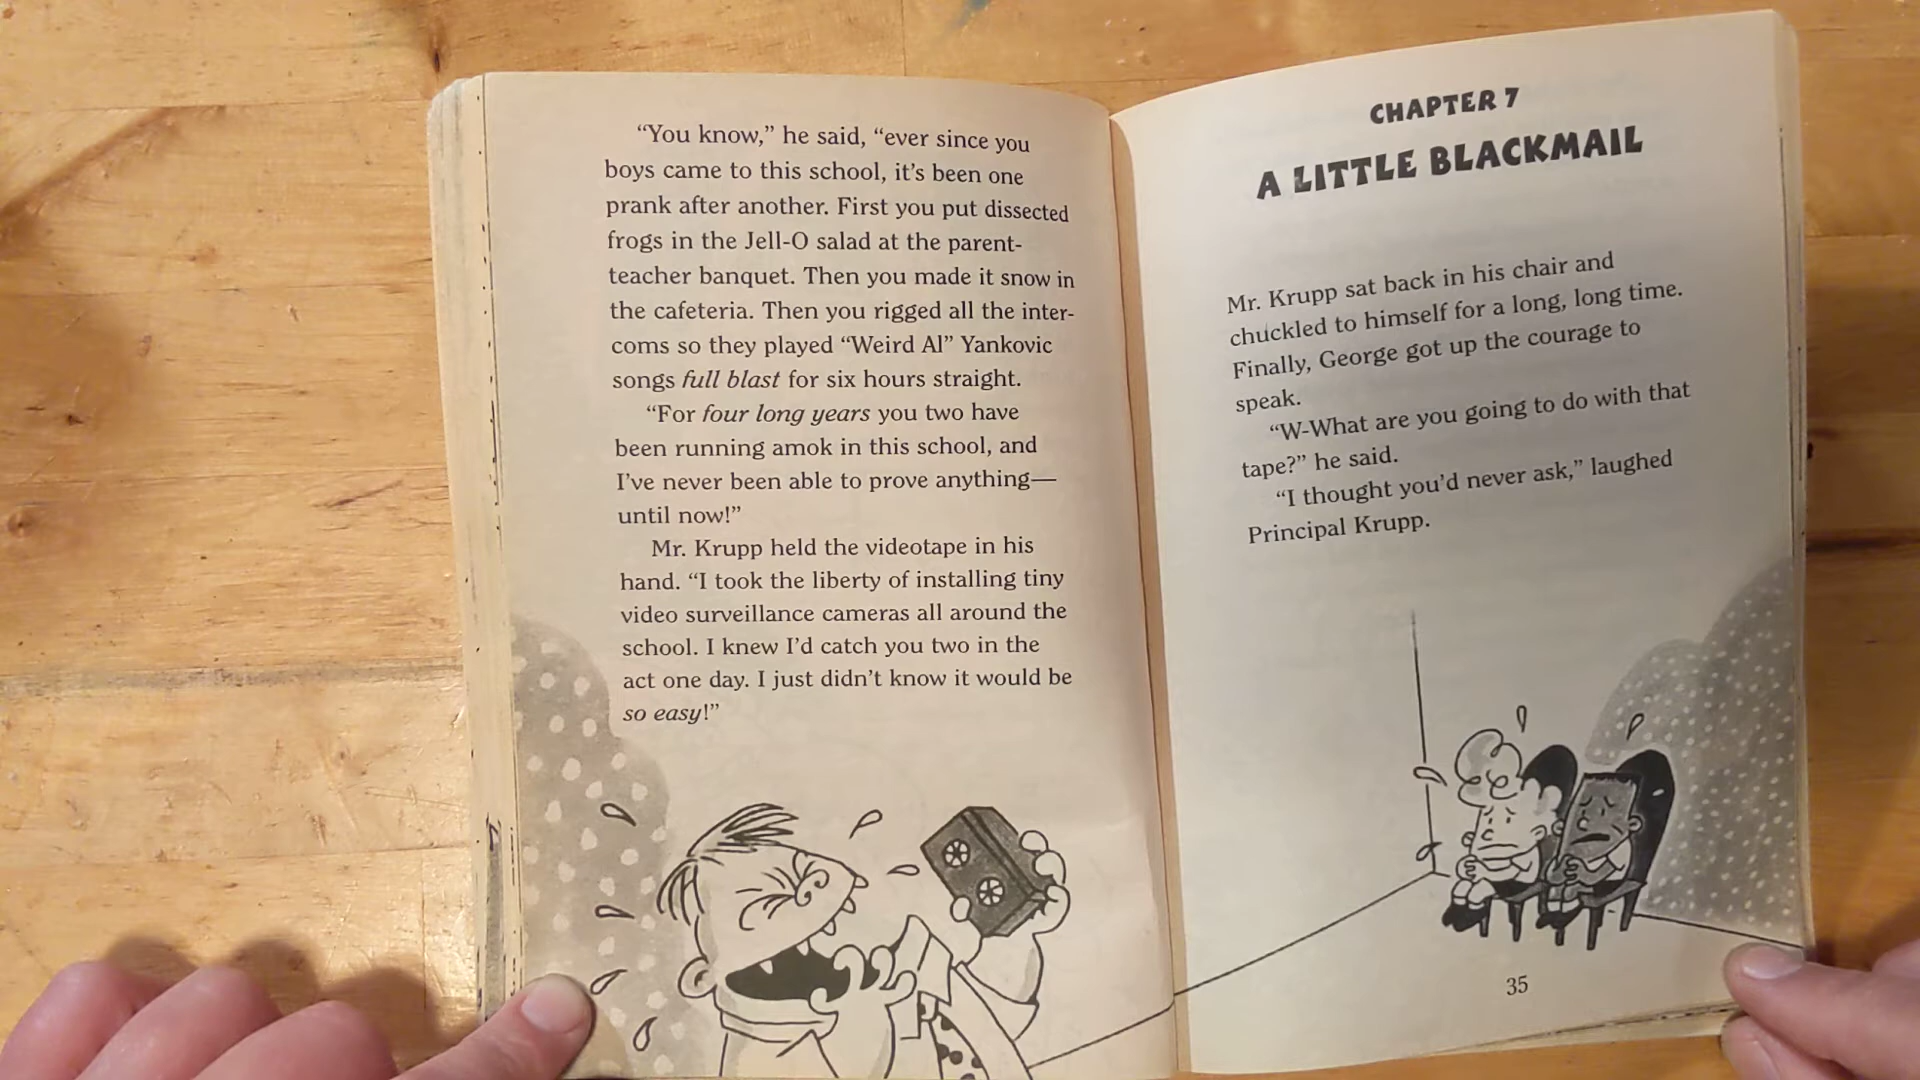 “You know,” he said, “ever since you
boys came to this school, it’s been one
prank after another. First you put dissected
frogs in the Jell-O salad at the parent-
teacher banquet. Then you made it snow in
the cafeteria. Then you rigged all the inter-
coms so they played “Weird Al” Yankovic
songs full blast for six hours straight.
“For four long years you two have
been running amok in this school, and
I’ve never been able to prove anything—
until now!”
Mr. Krupp held the videotape in his
hand. “I took the liberty of installing tiny
video surveillance cameras all around the
school. I knew I’d catch you two in the
act one day. I just didn’t know it would be
so easy!”
CHAPTER 7
A LITTLE BLACKMAIL
Mr. Krupp sat back in his chair and
chuckled to himself for a long, long time.
Finally, George got up the courage to
speak.
“W-What are you going to do with that
tape?” he said.
“I thought you’d never ask,” laughed
Principal Krupp.
35